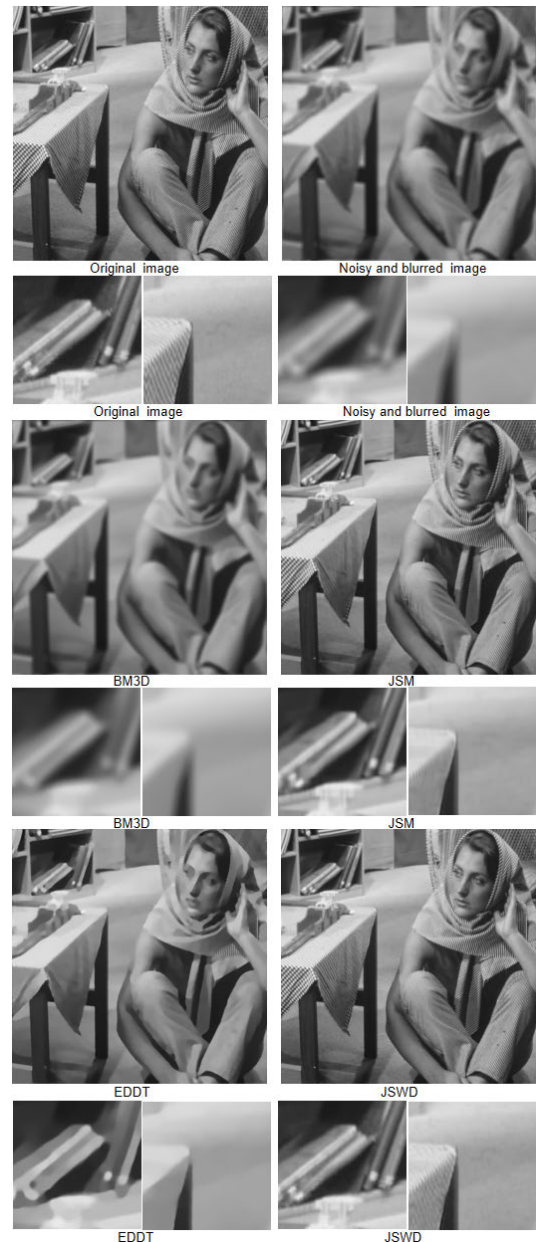 Original image
Noisy and blurred image
Original image
Noisy and blurred image
BM3D
JSM
BM3D
JSM
EDDT
JSWD
EDDT
JSWD